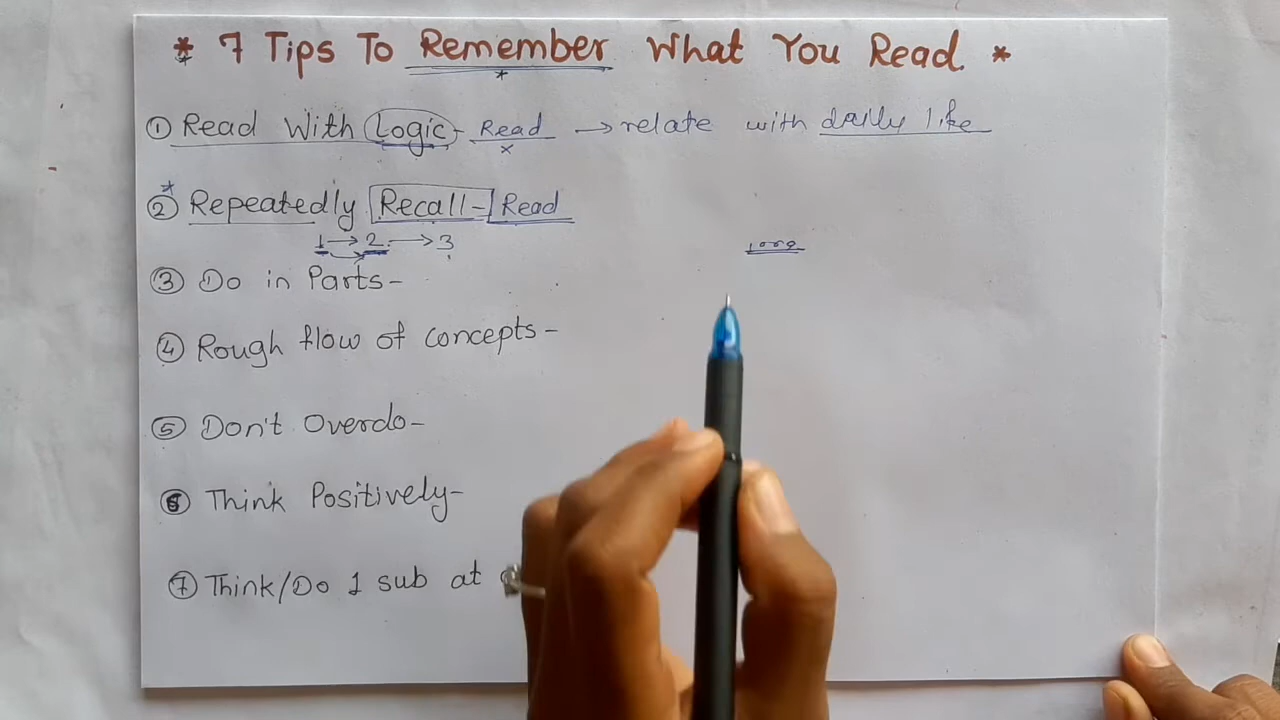 * 7 Tips To Remember What You Read *
*
① Read With Logic - Read → relate with daily like
x
*
② Repeatedly Recall - Read
1 → 2 → 3
③ Do in Parts -
④ Rough flow of concepts -
⑤ Don't Overdo -
⑥ Think Positively -
⑦ Think/Do 1 sub at